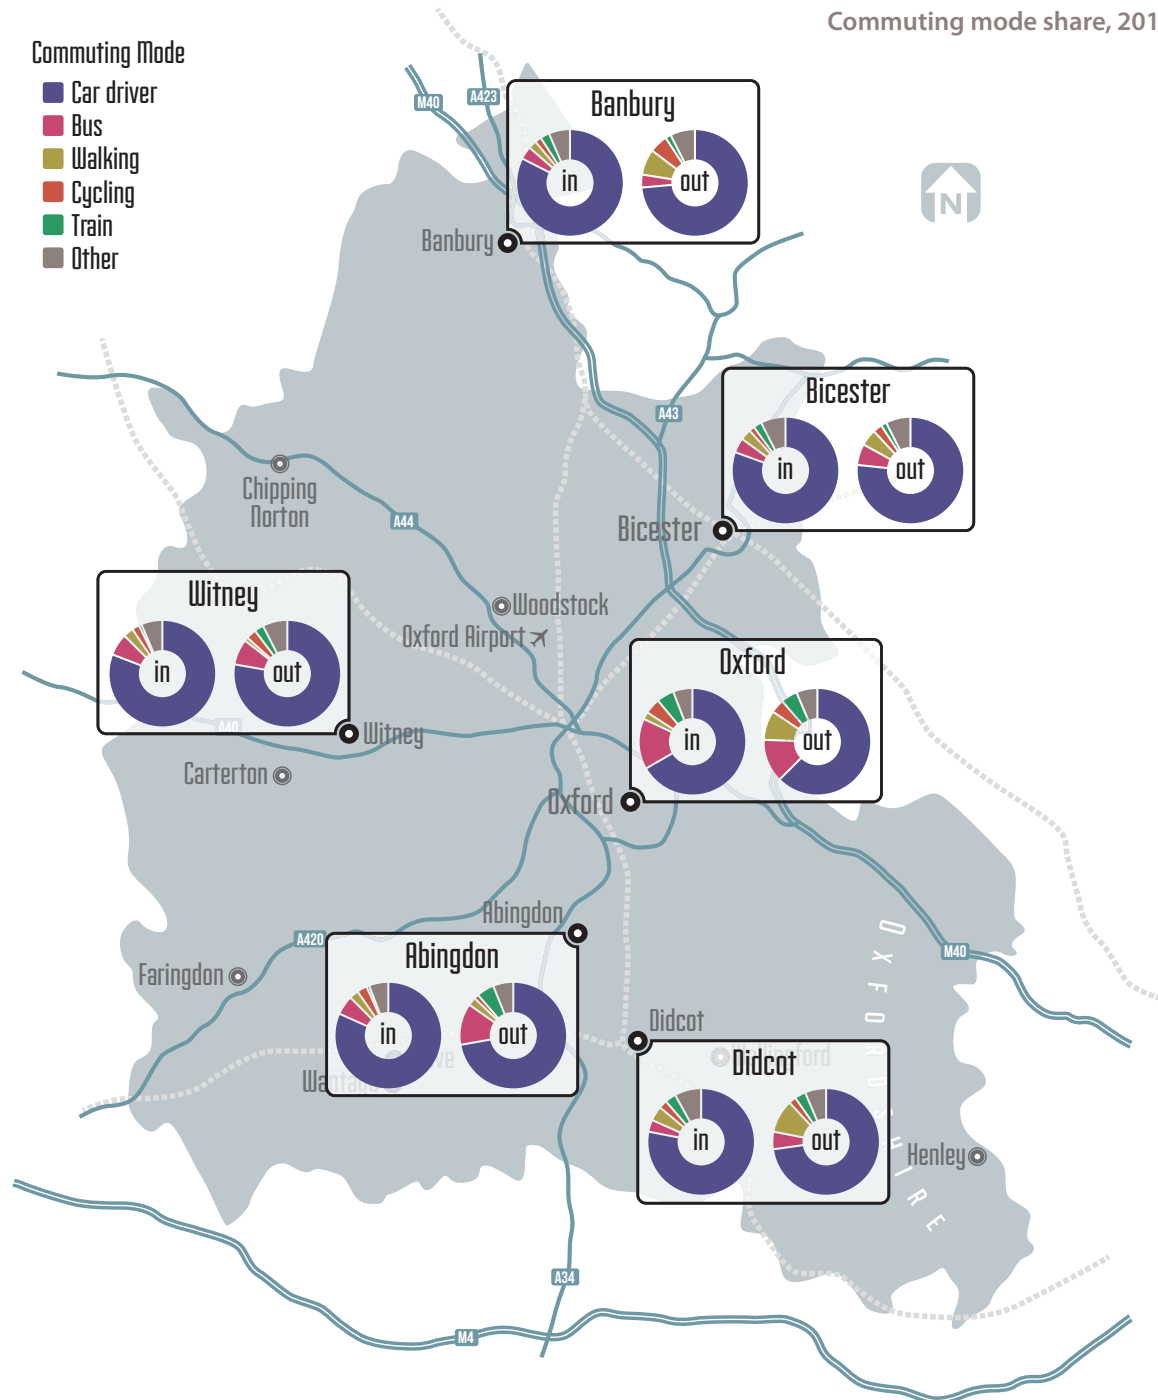 Commuting mode share, 201
Commuting Mode
Car driver
Bus
Walking
Cycling
Train
Other
M40
A423
Banbury
in
out
N
Banbury
A43
Bicester
in
out
Chipping
Norton
A44
Bicester
Witney
in
out
Woodstock
Oxford Airport
Oxford
in
out
A40
Witney
Carterton
Oxford
Abingdon
A420
Abingdon
in
out
Faringdon
M40
OXFORDSHIRE
Didcot
Didcot
in
out
Henley
A34
M4